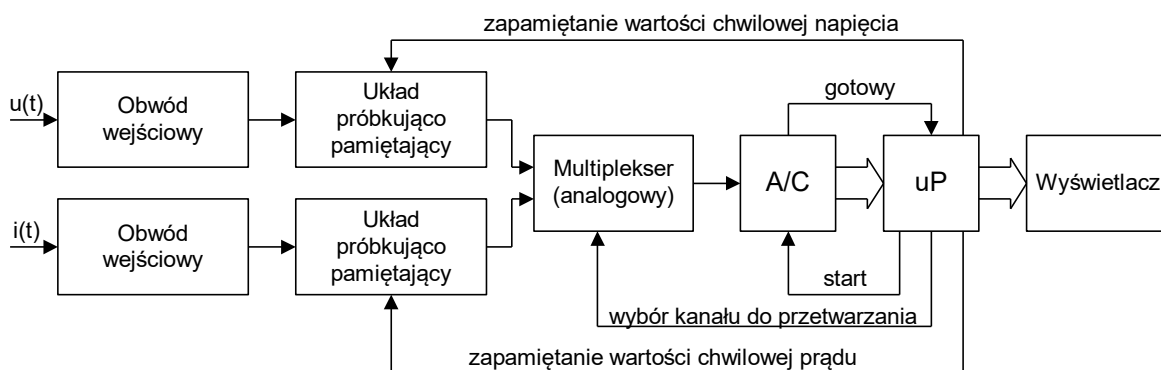 zapamiętanie wartości chwilowej napięcia
u(t)
Obwód
wejściowy
Układ
próbkująco
pamiętający
gotowy
Multiplekser
(analogowy)
A/C
uP
Wyświetlacz
i(t)
Obwód
wejściowy
Układ
próbkująco
pamiętający
start
wybór kanału do przetwarzania
zapamiętanie wartości chwilowej prądu